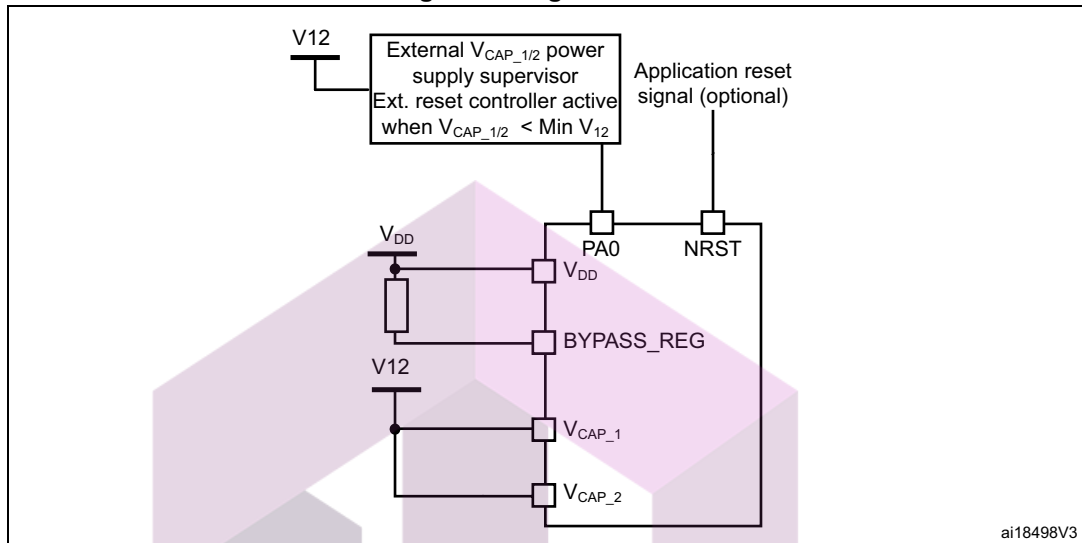 V12
External VCAP_1/2 power
supply supervisor
Ext. reset controller active
when VCAP_1/2 < Min V12
Application reset
signal (optional)
PA0
NRST
VDD
VDD
BYPASS_REG
V12
VCAP_1
VCAP_2
ai18498V3